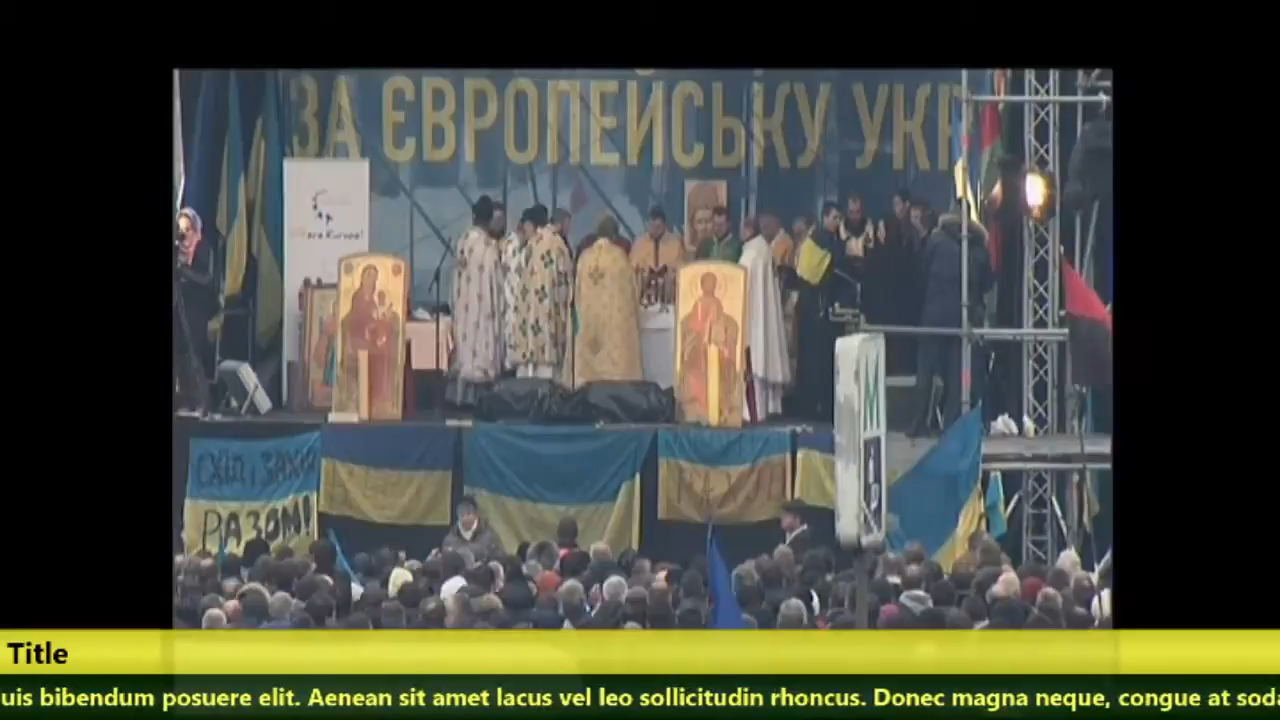 ЗА ЄВРОПЕЙСЬКУ УКР
СХІД І ЗАХІД
РАЗОМ!
М
Title
uis bibendum posuere elit. Aenean sit amet lacus vel leo sollicitudin rhoncus. Donec magna neque, congue at soda